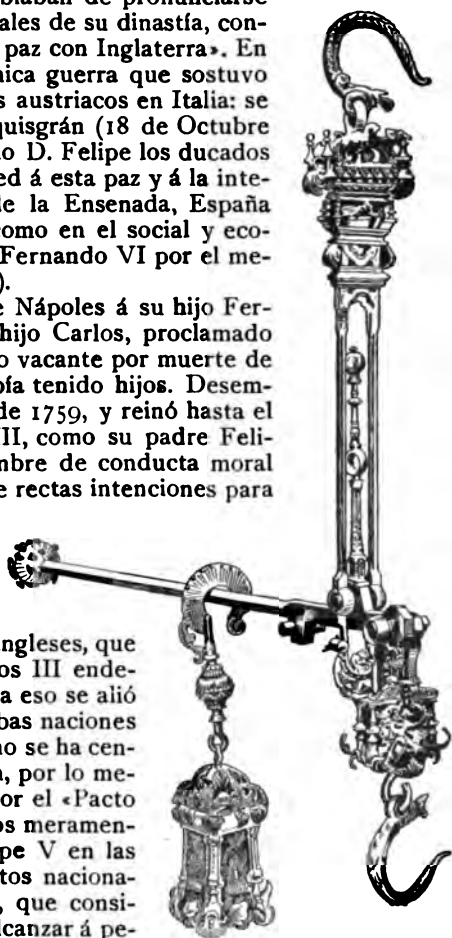 pronunciarse
ales de su dinastía, con-
paz con Inglaterra». En
nica guerra que sostuvo
s austriacos en Italia: se
quisgrán (18 de Octubre
o D. Felipe los ducados
ed á esta paz y á la inte-
de la Ensenada, España
omo en el social y eco-
Fernando VI por el me-
).
e Nápoles á su hijo Fer-
hijo Carlos, proclamado
o vacante por muerte de
bía tenido hijos. Desem-
de 1759, y reinó hasta el
III, como su padre Feli-
mbre de conducta moral
e rectas intenciones para
ngleses, que
os III ende-
a eso se alió
bas naciones
no se ha cen-
, por lo me-
or el «Pacto
os meramen-
pe V en las
tos naciona-
, que consi-
lcanzar á pe-